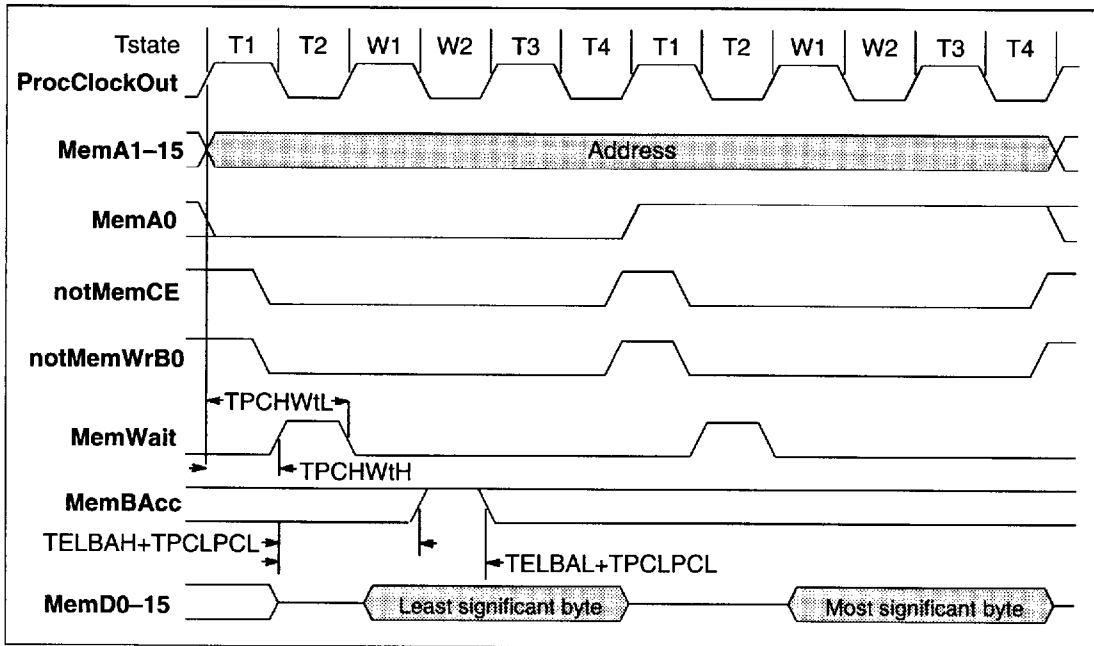 Tstate T1 T2 W1 W2 T3 T4 T1 T2 W1 W2 T3 T4
ProcClockOut
MemA1–15 Address
MemA0
notMemCE
notMemWrB0
TPCHWtL
MemWait
TPCHWtH
MemBAcc
TELBAH+TPCLPCL
TELBAL+TPCLPCL
MemD0–15 Least significant byte Most significant byte